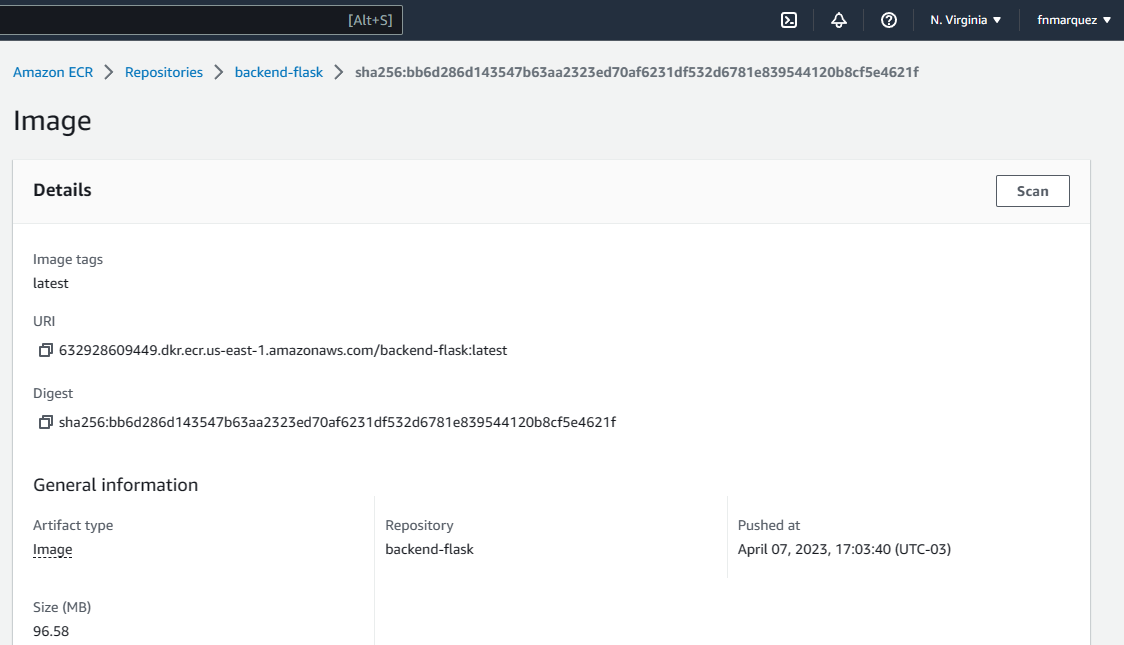 [Alt+S] N. Virginia fnmarquez
Amazon ECR Repositories backend-flask sha256:bb6d286d143547b63aa2323ed70af6231df532d6781e839544120b8cf5e4621f
Image
Details Scan
Image tags
latest
URI
632928609449.dkr.ecr.us-east-1.amazonaws.com/backend-flask:latest
Digest
sha256:bb6d286d143547b63aa2323ed70af6231df532d6781e839544120b8cf5e4621f
General information
Artifact type
Image
Repository
backend-flask
Pushed at
April 07, 2023, 17:03:40 (UTC-03)
Size (MB)
96.58